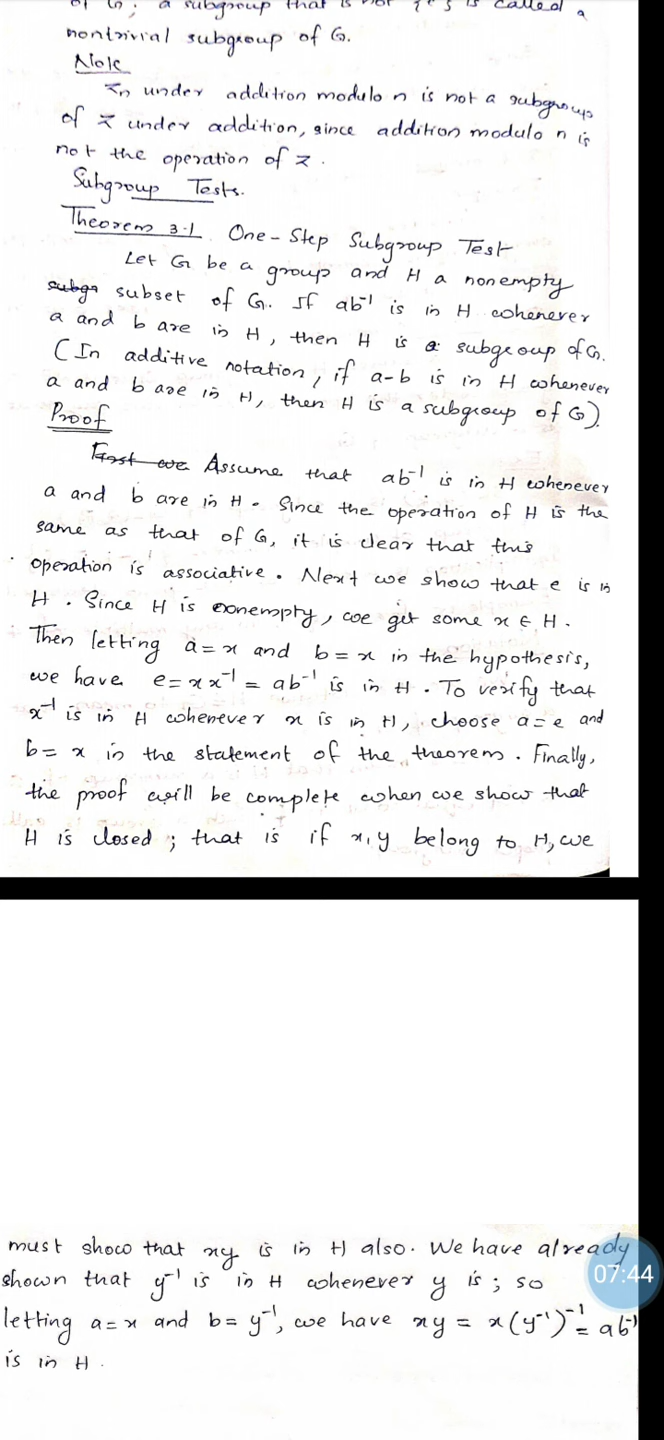 of G; a subgroup that is not {e} is called a
nontrivial subgroup of G.
Note
Zn under addition modulo n is not a subgroup
of Z under addition, since addition modulo n is
not the operation of Z.
Subgroup Tests.
Theorem 3.1 One-Step Subgroup Test
Let G be a group and H a nonempty
subset of G. If ab⁻¹ is in H whenever
a and b are in H, then H is a subgroup of G.
(In additive notation, if a-b is in H whenever
a and b are in H, then H is a subgroup of G).
Proof
First we Assume that ab⁻¹ is in H whenever
a and b are in H. Since the operation of H is the
same as that of G, it is clear that this
operation is associative. Next we show that e is in
H. Since H is nonempty, we get some x ∈ H.
Then letting a = x and b = x in the hypothesis,
we have e = xx⁻¹ = ab⁻¹ is in H. To verify that
x⁻¹ is in H whenever x is in H, choose a = e and
b = x in the statement of the theorem. Finally,
the proof will be complete when we show that
H is closed; that is if x, y belong to H, we
must show that xy is in H also. We have already
shown that y⁻¹ is in H whenever y is; so
07:44
letting a = x and b = y⁻¹, we have xy = x(y⁻¹)⁻¹ = ab⁻¹
is in H.